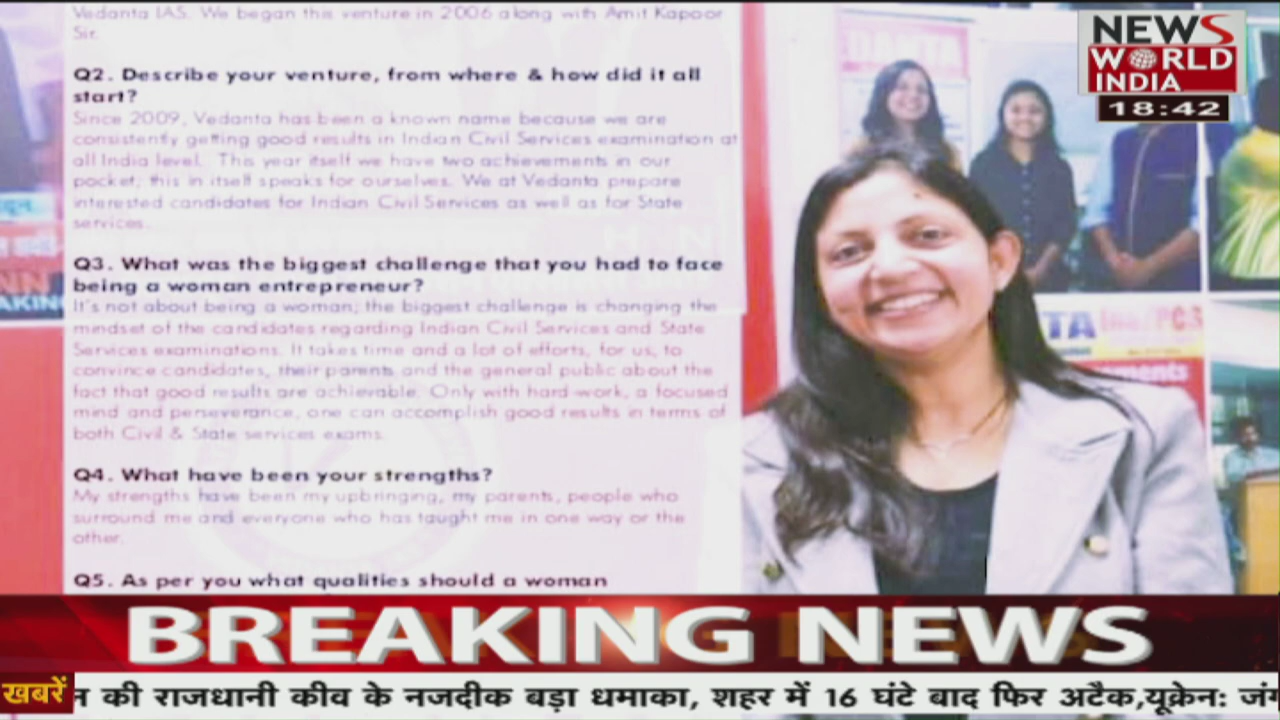 Vedanta IAS. We began this venture in 2006 along with Amit Kapoor
Sir.
Q2. Describe your venture, from where & how did it all
start?
Since 2009, Vedanta has been a because we are
consistently getting good results in Indian Civil Services examination at
all India level. This year itself we have two achievements in our
pocket; this in itself speaks for ourselves. We at Vedanta prepare
interested candidates for Indian Civil Services as well as for State
services.
Q3. What was the biggest challenge that you had to face
being a woman entrepreneur?
It's not about being a woman; the biggest challenge is changing the
mindset of the candidates regarding Indian Civil Services and State
Services examinations. It takes time and a lot of efforts, for us, to
convince candidates, their parents and the general public about the
fact that good results are achievable. Only with hard-work, a focused
mind and perseverance, one can accomplish good results in terms of
both Civil & State services exams.
Q4. What have been your strengths?
My strengths have been my upbringing, my parents, people who
surround me and everyone who has taught me in one way or the
other.
Q5. As per you what qualities should a woman
NEWS
WORLD
INDIA
18:42
BREAKING NEWS
खबरें
न की राजधानी कीव के नजदीक बड़ा धमाका, शहर में 16 घंटे बाद फिर अटैक,यूक्रेन: जं